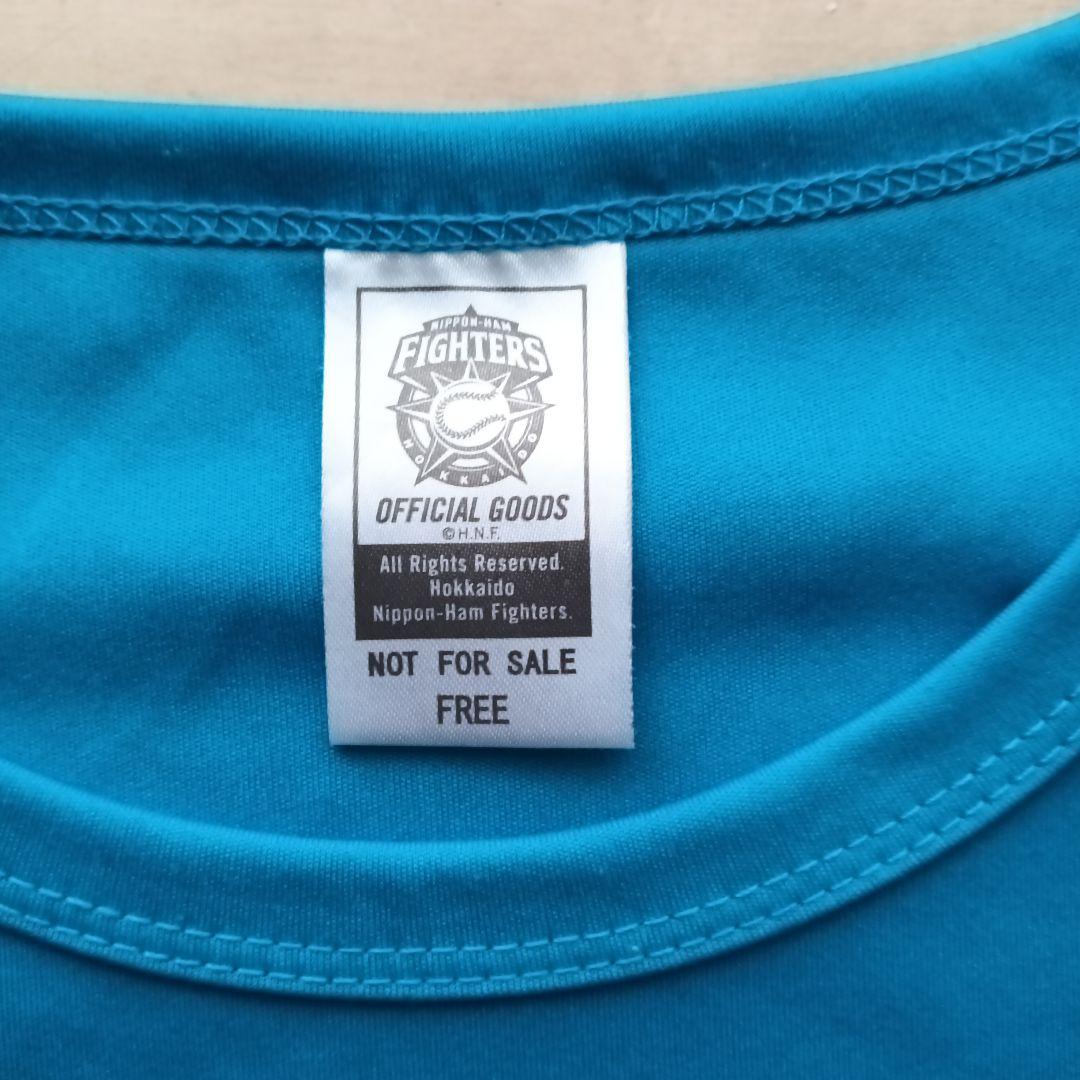 NIPPON-HAM
FIGHTERS
HOKKAIDO
OFFICIAL GOODS
©H.N.F.
All Rights Reserved.
Hokkaido
Nippon-Ham Fighters.
NOT FOR SALE
FREE